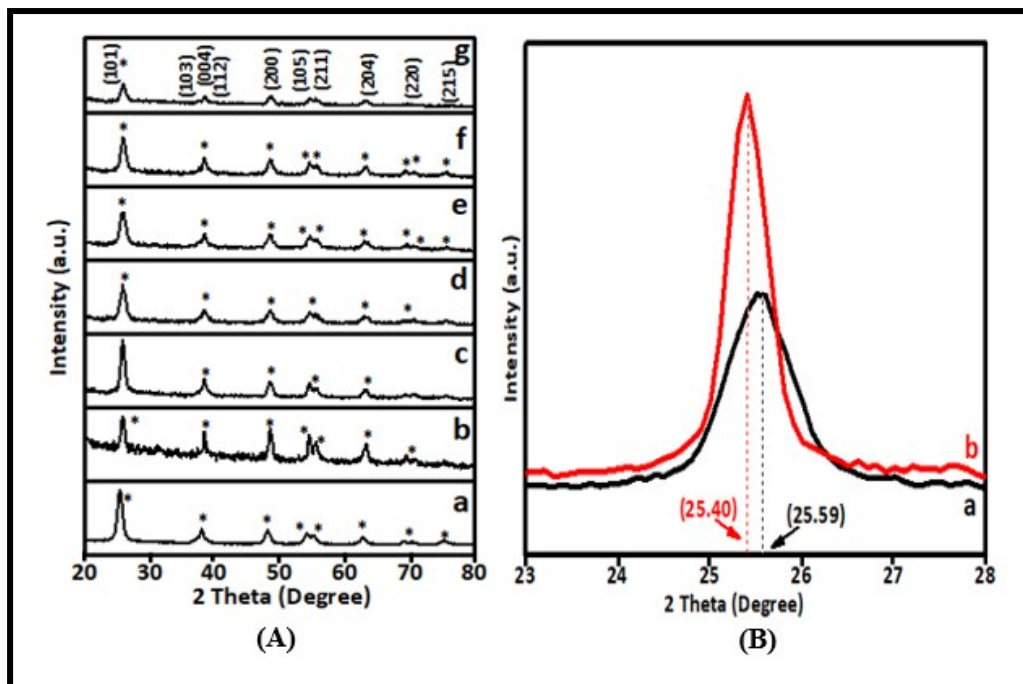 (101)
(103)
(004)
(112)
(200)
(105)
(211)
(204)
(220)
(215)
g
*
f
* * * * * * * * *
e
* * * * * * * * *
d
* * * * * *
c
* * * *
b
* * * * * * *
a
* * * * * * * *
Intensity (a.u.)
20 30 40 50 60 70 80
2 Theta (Degree)
(A)
Intensity (a.u.)
b
a
(25.40)
(25.59)
23 24 25 26 27 28
2 Theta (Degree)
(B)